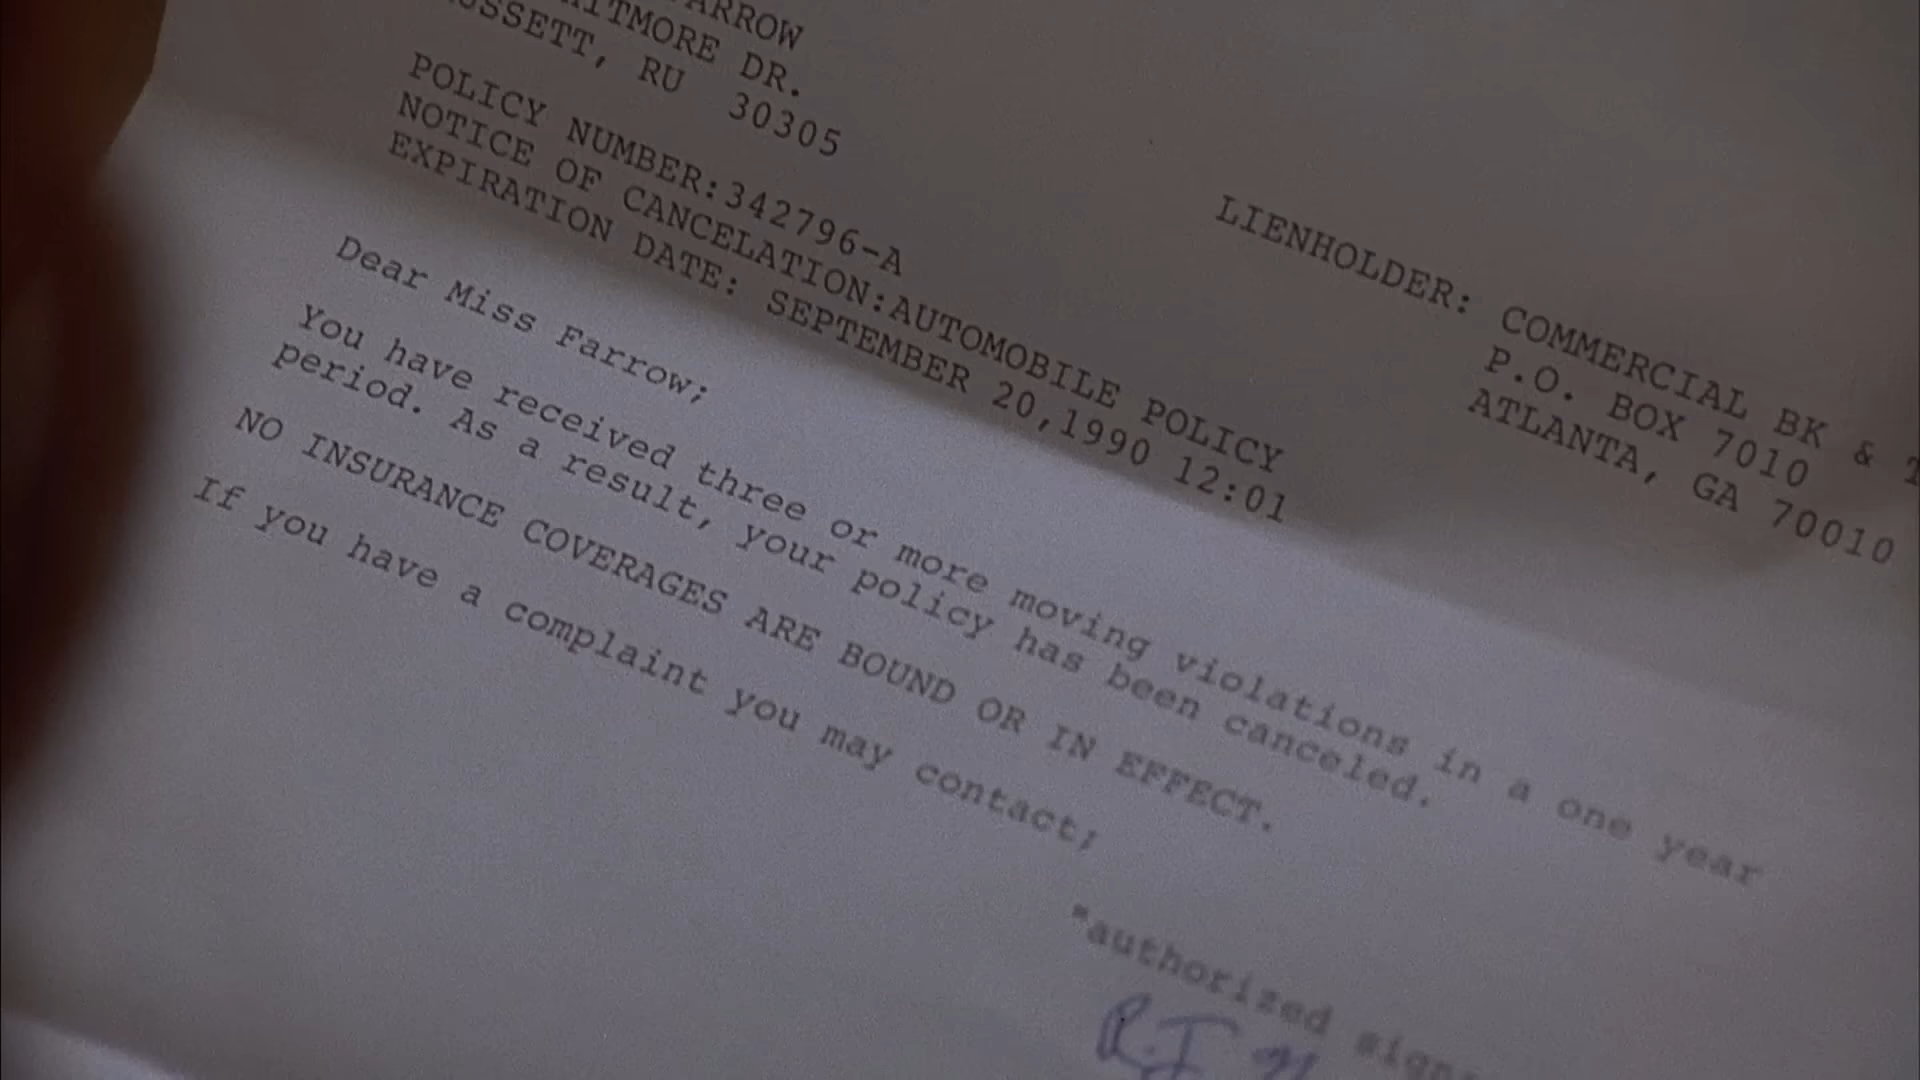 ARROW
ITMORE DR.
SSETT, RU 30305
POLICY NUMBER:342796-A
NOTICE OF CANCELATION:AUTOMOBILE POLICY
EXPIRATION DATE: SEPTEMBER 20,1990 12:01
LIENHOLDER: COMMERCIAL BK & T
P.O. BOX 7010
ATLANTA, GA 70010
Dear Miss Farrow;
You have received three or more moving violations in a one year
period. As a result, your policy has been canceled.
NO INSURANCE COVERAGES ARE BOUND OR IN EFFECT.
If you have a complaint you may contact;
"authorized sign